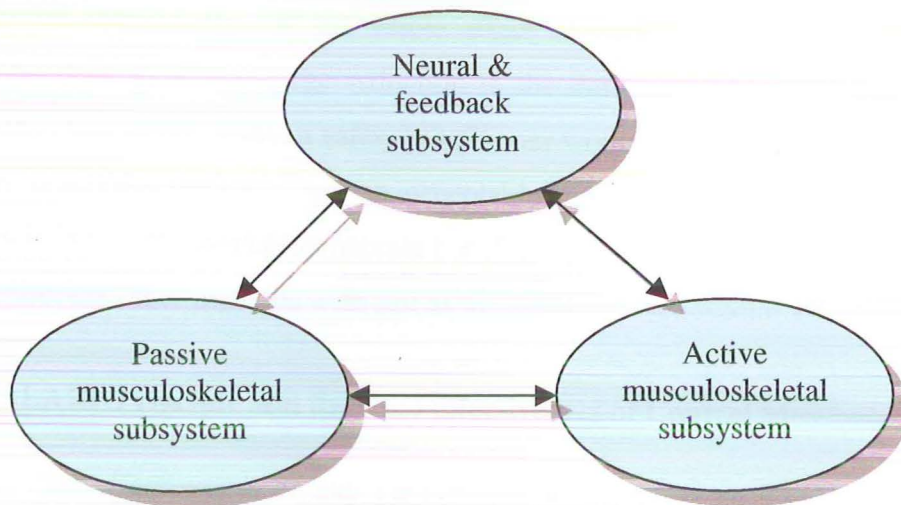 Neural &
feedback
subsystem
Passive
musculoskeletal
subsystem
Active
musculoskeletal
subsystem